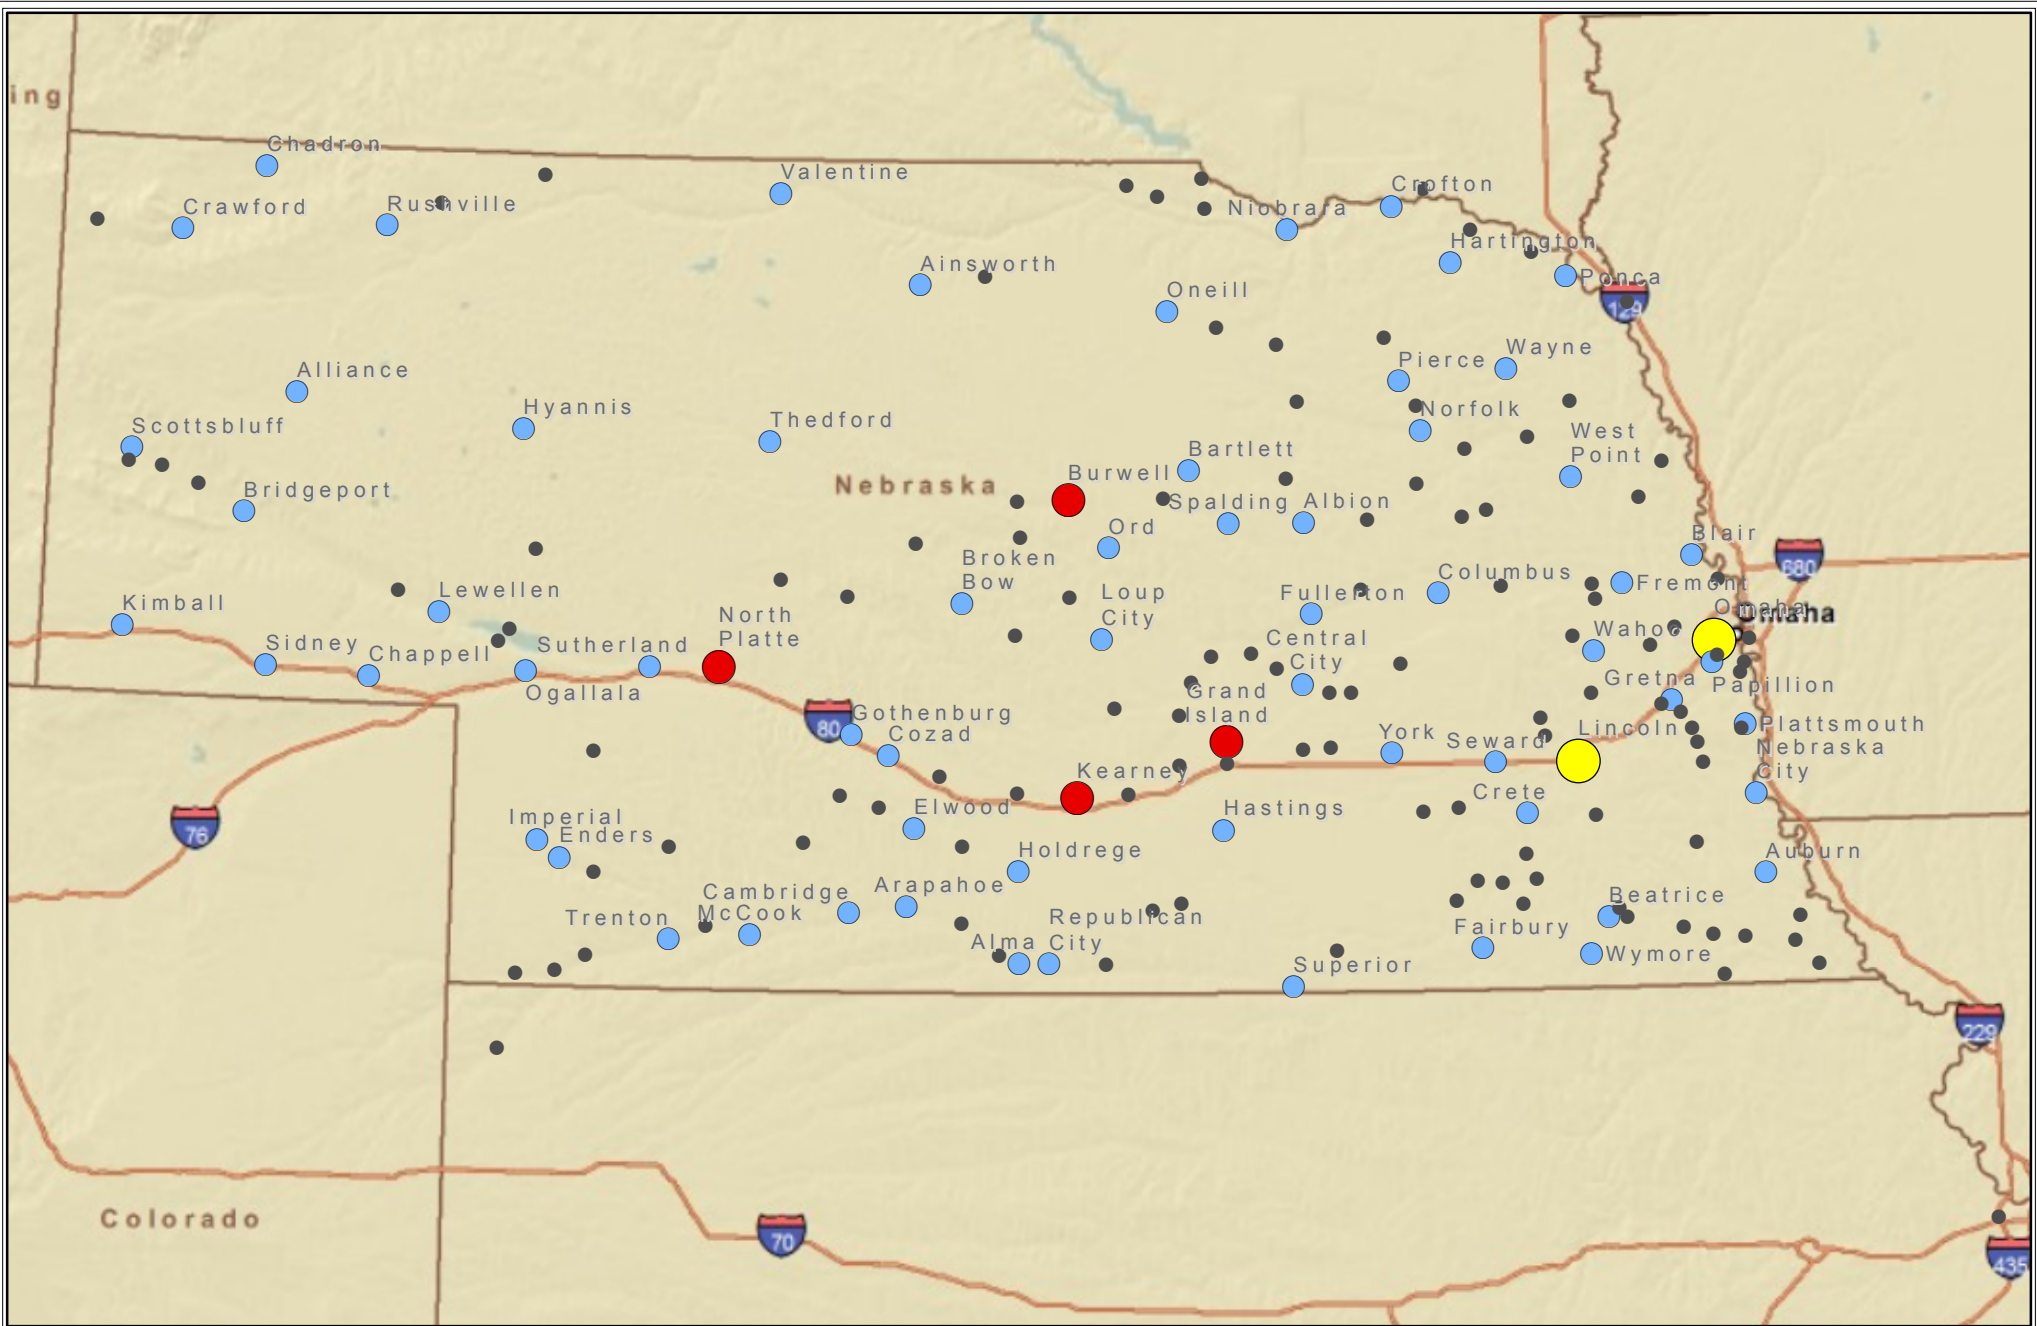 ing
Chadron
Valentine
Crawford
Rushville
Crofton
Niobrara
Hartington
Ponca
129
Ainsworth
Oneill
Wayne
Pierce
Alliance
Hyannis
Norfolk
Scottsbluff
Thedford
West
Point
Bartlett
Nebraska
Burwell
Bridgeport
Spalding
Albion
Ord
Blair
Broken
Bow
680
Columbus
Fremont
Lewellen
Loup
City
Fullerton
Kimball
North
Platte
Omaha
Omaha
Wahoo
Central
City
Sidney
Chappell
Sutherland
Gretna
Papillion
Ogallala
Grand
Island
80
Gothenburg
Cozad
York
Seward
Lincoln
Plattsmouth
Nebraska
City
Kearney
Crete
Elwood
Hastings
76
Imperial
Enders
Holdrege
Auburn
Cambridge
Arapahoe
Beatrice
McCook
Trenton
Republican
City
Alma
Fairbury
Wymore
Superior
229
Colorado
70
435